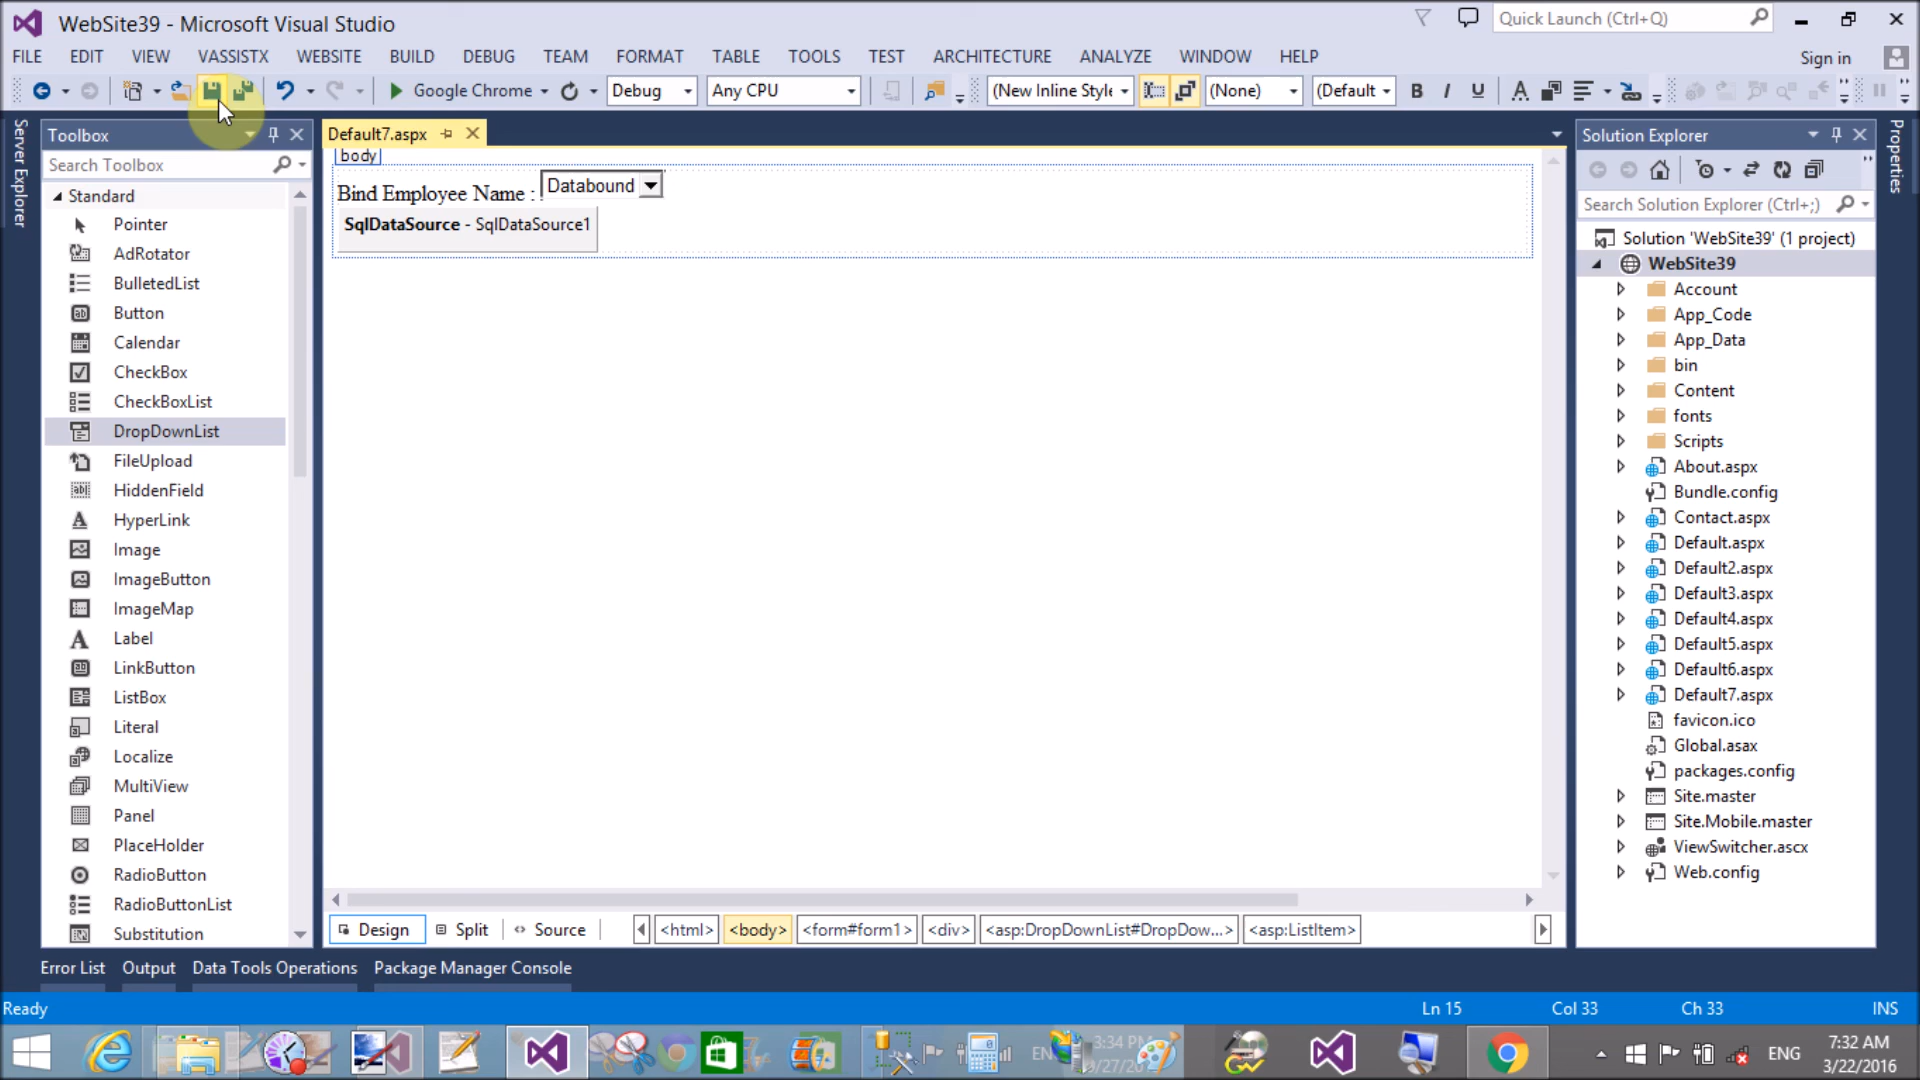 WebSite39 - Microsoft Visual Studio
Quick Launch (Ctrl+Q)
FILE EDIT VIEW VASSISTX WEBSITE BUILD DEBUG TEAM FORMAT TABLE TOOLS TEST ARCHITECTURE ANALYZE WINDOW HELP
Sign in
Google Chrome Debug Any CPU (New Inline Style (None) (Default B I U A
Server Explorer
Toolbox
Search Toolbox
Standard
Pointer
AdRotator
BulletedList
Button
Calendar
CheckBox
CheckBoxList
DropDownList
FileUpload
HiddenField
HyperLink
Image
ImageButton
ImageMap
Label
LinkButton
ListBox
Literal
Localize
MultiView
Panel
PlaceHolder
RadioButton
RadioButtonList
Substitution
Default7.aspx
body
Bind Employee Name : Databound
SqlDataSource - SqlDataSource1
Design Split Source <html> <body> <form#form1> <div> <asp:DropDownList#DropDow...> <asp:ListItem>
Solution Explorer
Search Solution Explorer (Ctrl+;)
Solution 'WebSite39' (1 project)
WebSite39
Account
App_Code
App_Data
bin
Content
fonts
Scripts
About.aspx
Bundle.config
Contact.aspx
Default.aspx
Default2.aspx
Default3.aspx
Default4.aspx
Default5.aspx
Default6.aspx
Default7.aspx
favicon.ico
Global.asax
packages.config
Site.master
Site.Mobile.master
ViewSwitcher.ascx
Web.config
Properties
Error List Output Data Tools Operations Package Manager Console
Ready Ln 15 Col 33 Ch 33 INS
ENG 7:32 AM
3/22/2016